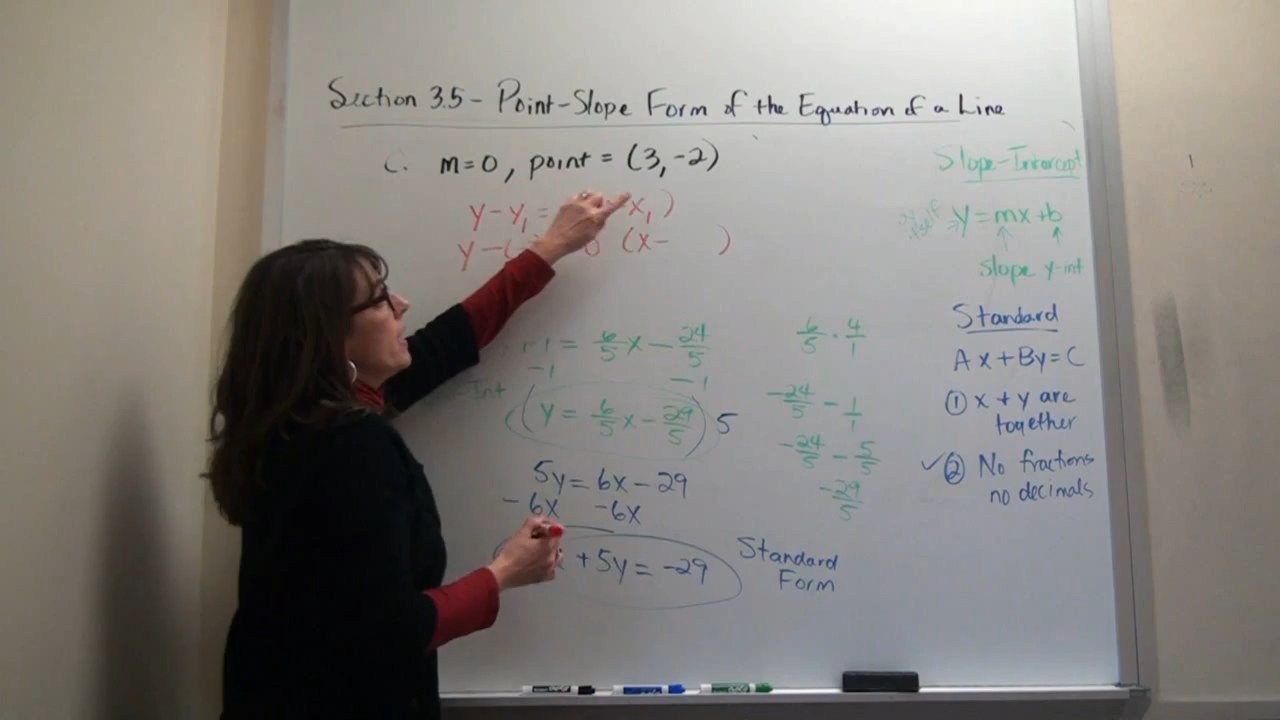 Section 3.5 - Point-Slope Form of the Equation of a Line
C. m=0, point = (3, -2)
y-y₁ = x₁)
y-( 0 (x- )
-1 = 6/5 x - 24/5
-1 -1
Int
(y = 6/5 x - 29/5) 5
5y = 6x - 29
-6x -6x
+5y = -29
Standard
Form
6/5 · 4/1
-24/5 - 1/1
-24/5 - 5/5
-29/5
Slope-Intercept
y = mx + b
slope y-int
Standard
Ax + By = C
① x + y are
together
✓② No fractions
no decimals